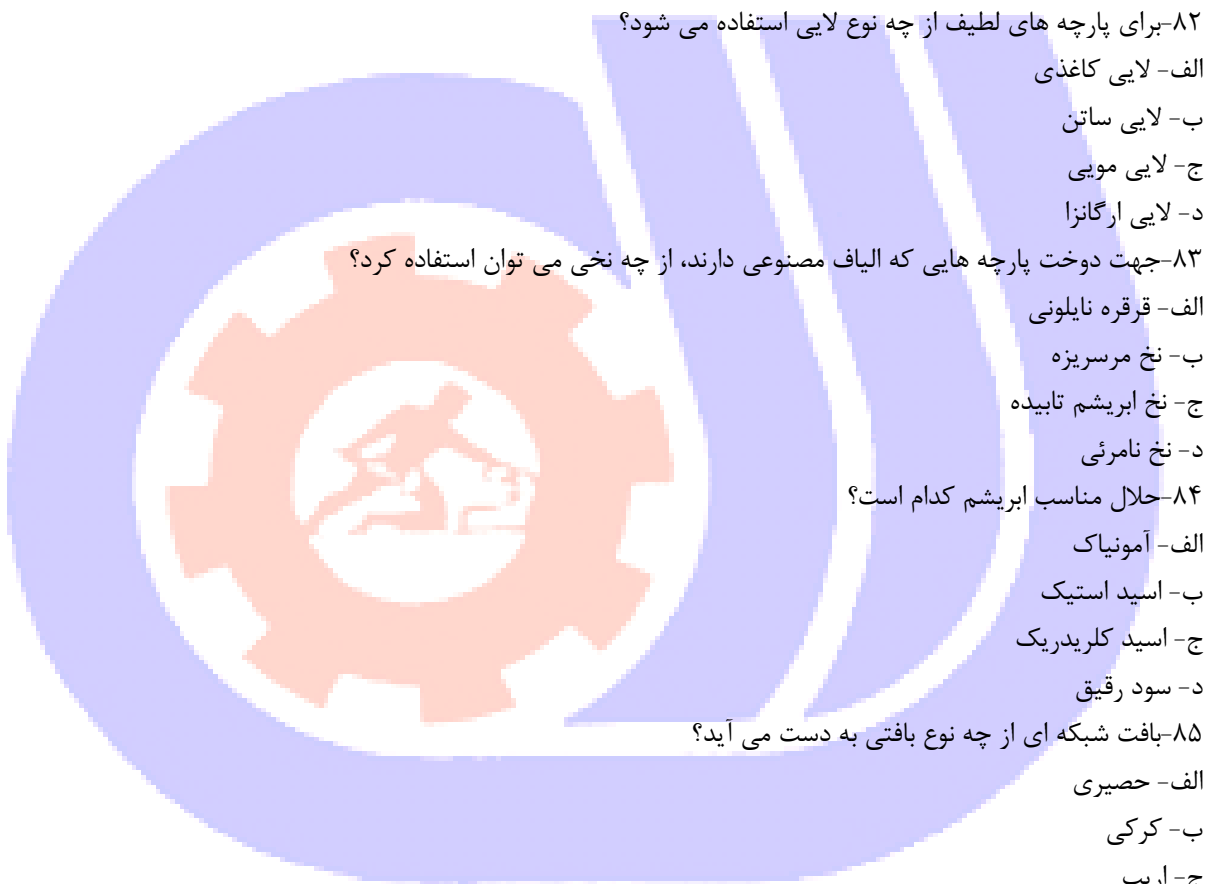 ۸۲-برای پارچه های لطیف از چه نوع لایی استفاده می شود؟
الف- لایی کاغذی
ب- لایی ساتن
ج- لایی مویی
د- لایی ارگانزا
۸۳-جهت دوخت پارچه هایی که الیاف مصنوعی دارند، از چه نخی می توان استفاده کرد؟
الف- قرقره نایلونی
ب- نخ مرسریزه
ج- نخ ابریشم تابیده
د- نخ نامرئی
۸۴-حلال مناسب ابریشم کدام است؟
الف- آمونیاک
ب- اسید استیک
ج- اسید کلریدریک
د- سود رقیق
۸۵-بافت شبکه ای از چه نوع بافتی به دست می آید؟
الف- حصیری
ب- کرکی
ج- اریب